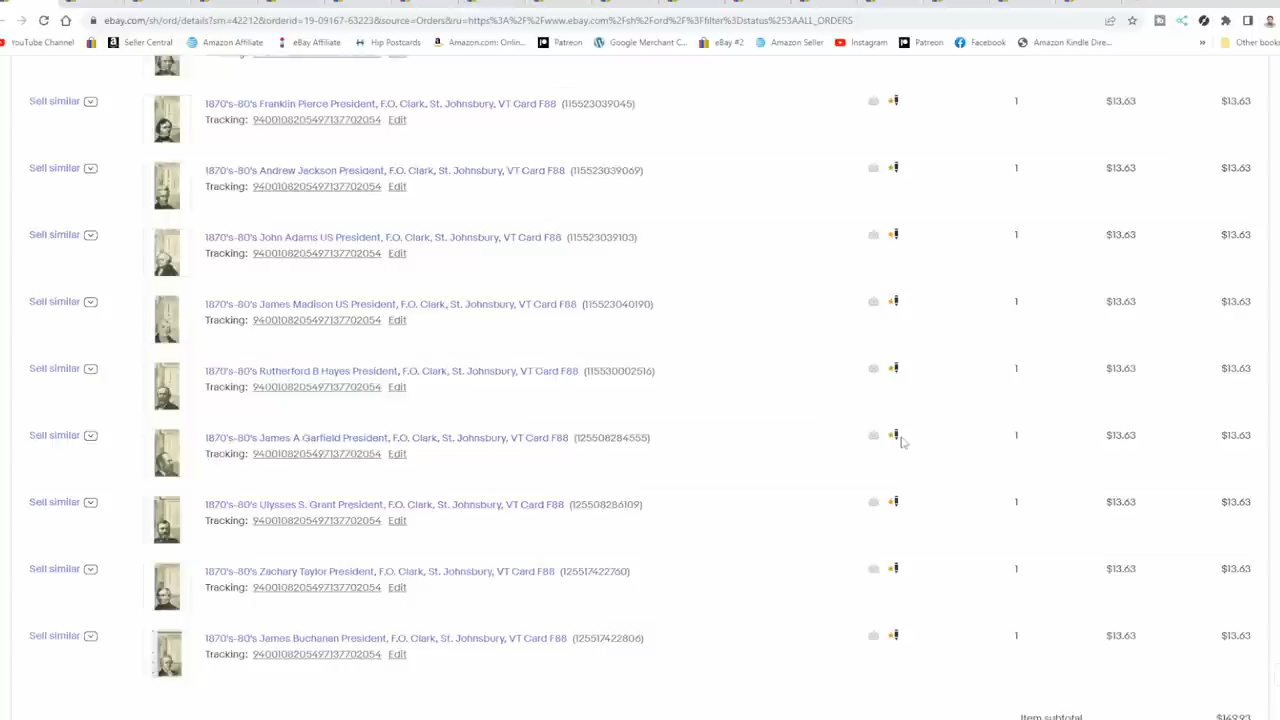 ebay.com/sh/ord/details?sm=42212&orderid=19-09167-63223&source=Orders&ru=https%3A%2F%2Fwww.ebay.com%2Fsh%2Ford%2F%3Ffilter%3Dstatus%253AALL_ORDERS
YouTube Channel Seller Central Amazon Affiliate eBay Affiliate Hip Postcards Amazon.com: Onlin... Patreon Google Merchant C... eBay #2 Amazon Seller Instagram Patreon Facebook Amazon Kindle Dire... » Other book
Sell similar 1870's-80's Franklin Pierce President, F.O. Clark, St. Johnsbury, VT Card F88 (115523039045) 1 $13.63 $13.63
Tracking: 9400108205497137702054 Edit
Sell similar 1870's-80's Andrew Jackson President, F.O. Clark, St. Johnsbury, VT Card F88 (115523039069) 1 $13.63 $13.63
Tracking: 9400108205497137702054 Edit
Sell similar 1870's-80's John Adams US President, F.O. Clark, St. Johnsbury, VT Card F88 (115523039103) 1 $13.63 $13.63
Tracking: 9400108205497137702054 Edit
Sell similar 1870's-80's James Madison US President, F.O. Clark, St. Johnsbury, VT Card F88 (115523040190) 1 $13.63 $13.63
Tracking: 9400108205497137702054 Edit
Sell similar 1870's-80's Rutherford B Hayes President, F.O. Clark, St. Johnsbury, VT Card F88 (115530002516) 1 $13.63 $13.63
Tracking: 9400108205497137702054 Edit
Sell similar 1870's-80's James A Garfield President, F.O. Clark, St. Johnsbury, VT Card F88 (125508284555) 1 $13.63 $13.63
Tracking: 9400108205497137702054 Edit
Sell similar 1870's-80's Ulysses S. Grant President, F.O. Clark, St. Johnsbury, VT Card F88 (125508286109) 1 $13.63 $13.63
Tracking: 9400108205497137702054 Edit
Sell similar 1870's-80's Zachary Taylor President, F.O. Clark, St. Johnsbury, VT Card F88 (125517422760) 1 $13.63 $13.63
Tracking: 9400108205497137702054 Edit
Sell similar 1870's-80's James Buchanan President, F.O. Clark, St. Johnsbury, VT Card F88 (125517422806) 1 $13.63 $13.63
Tracking: 9400108205497137702054 Edit
Item subtotal $149.93